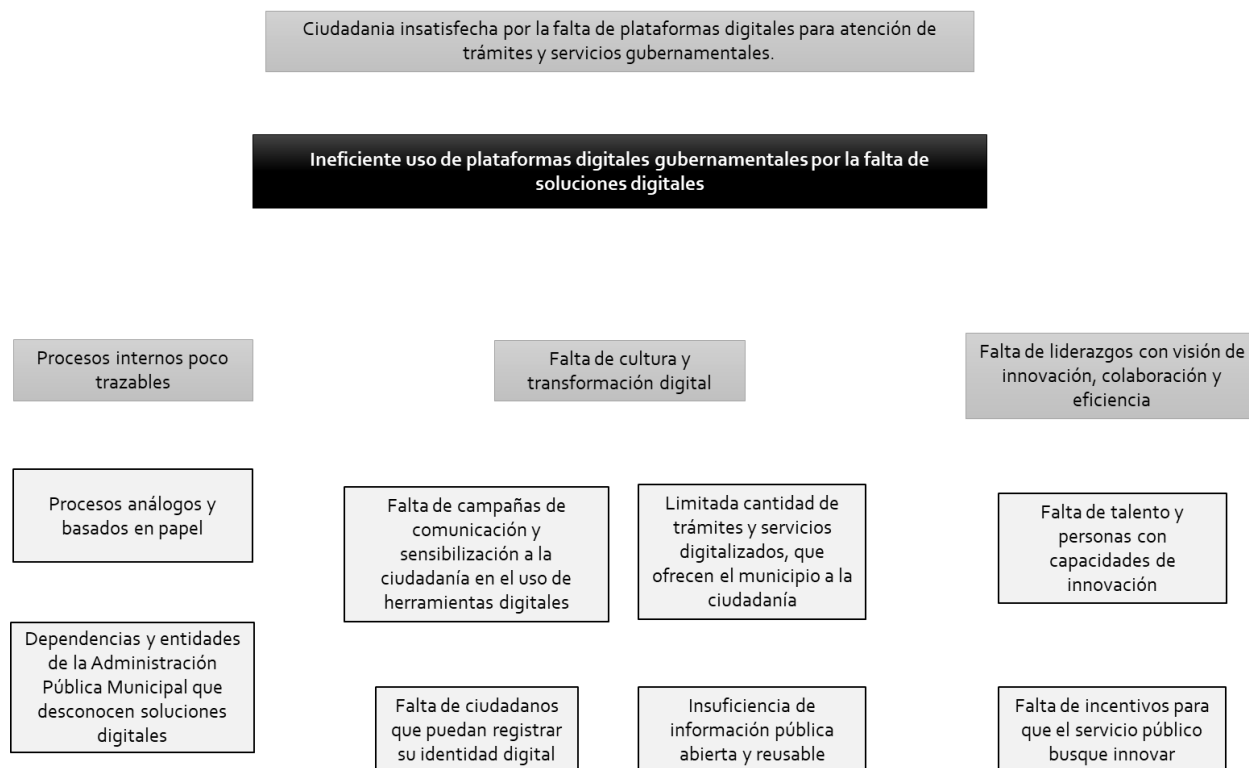 Ciudadania insatisfecha por la falta de plataformas digitales para atención de
trámites y servicios gubernamentales.
Ineficiente uso de plataformas digitales gubernamentales por la falta de
soluciones digitales
Procesos internos poco
trazables
Falta de cultura y
transformación digital
Falta de liderazgos con visión de
innovación, colaboración y
eficiencia
Procesos análogos y
basados en papel
Falta de campañas de
comunicación y
sensibilización a la
ciudadanía en el uso de
herramientas digitales
Limitada cantidad de
trámites y servicios
digitalizados, que
ofrecen el municipio a la
ciudadanía
Falta de talento y
personas con
capacidades de
innovación
Dependencias y entidades
de la Administración
Pública Municipal que
desconocen soluciones
digitales
Falta de ciudadanos
que puedan registrar
su identidad digital
Insuficiencia de
información pública
abierta y reusable
Falta de incentivos para
que el servicio público
busque innovar